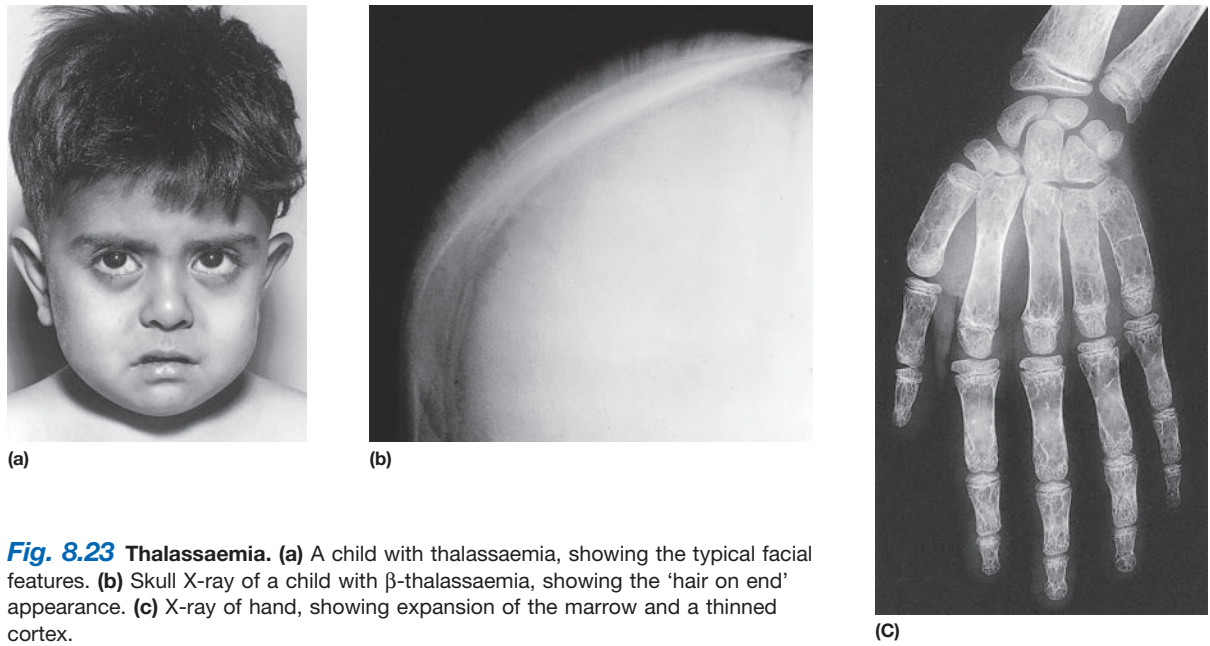 (a)
(b)
Fig. 8.23 Thalassaemia. (a) A child with thalassaemia, showing the typical facial
features. (b) Skull X-ray of a child with β-thalassaemia, showing the ‘hair on end’
appearance. (c) X-ray of hand, showing expansion of the marrow and a thinned
cortex.
(C)